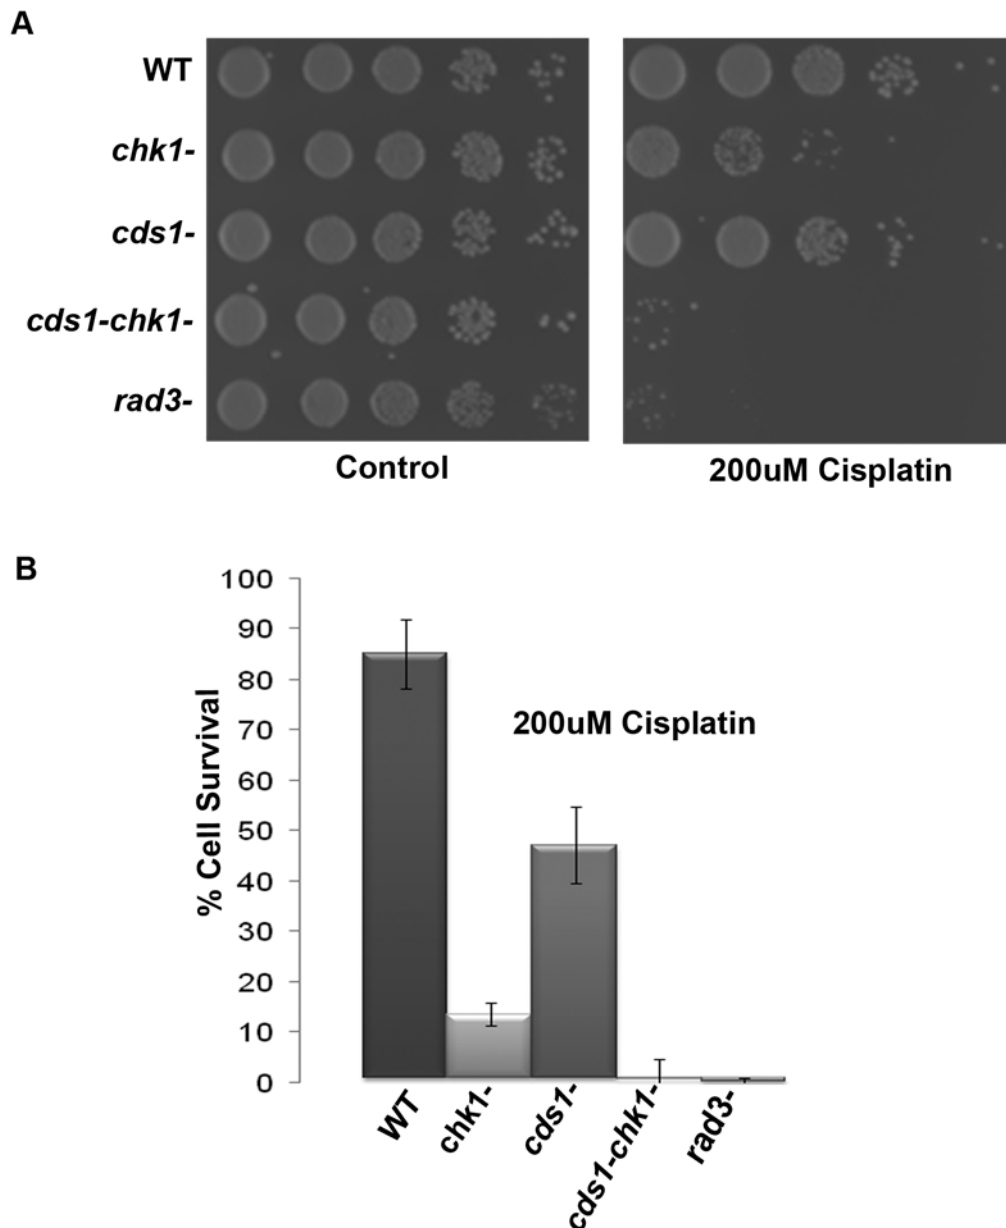 A
WT
chk1-
cds1-
cds1-chk1-
rad3-
Control
200uM Cisplatin
B
200uM Cisplatin
% Cell Survival
100
90
80
70
60
50
40
30
20
10
0
WT
chk1-
cds1-
cds1-chk1-
rad3-